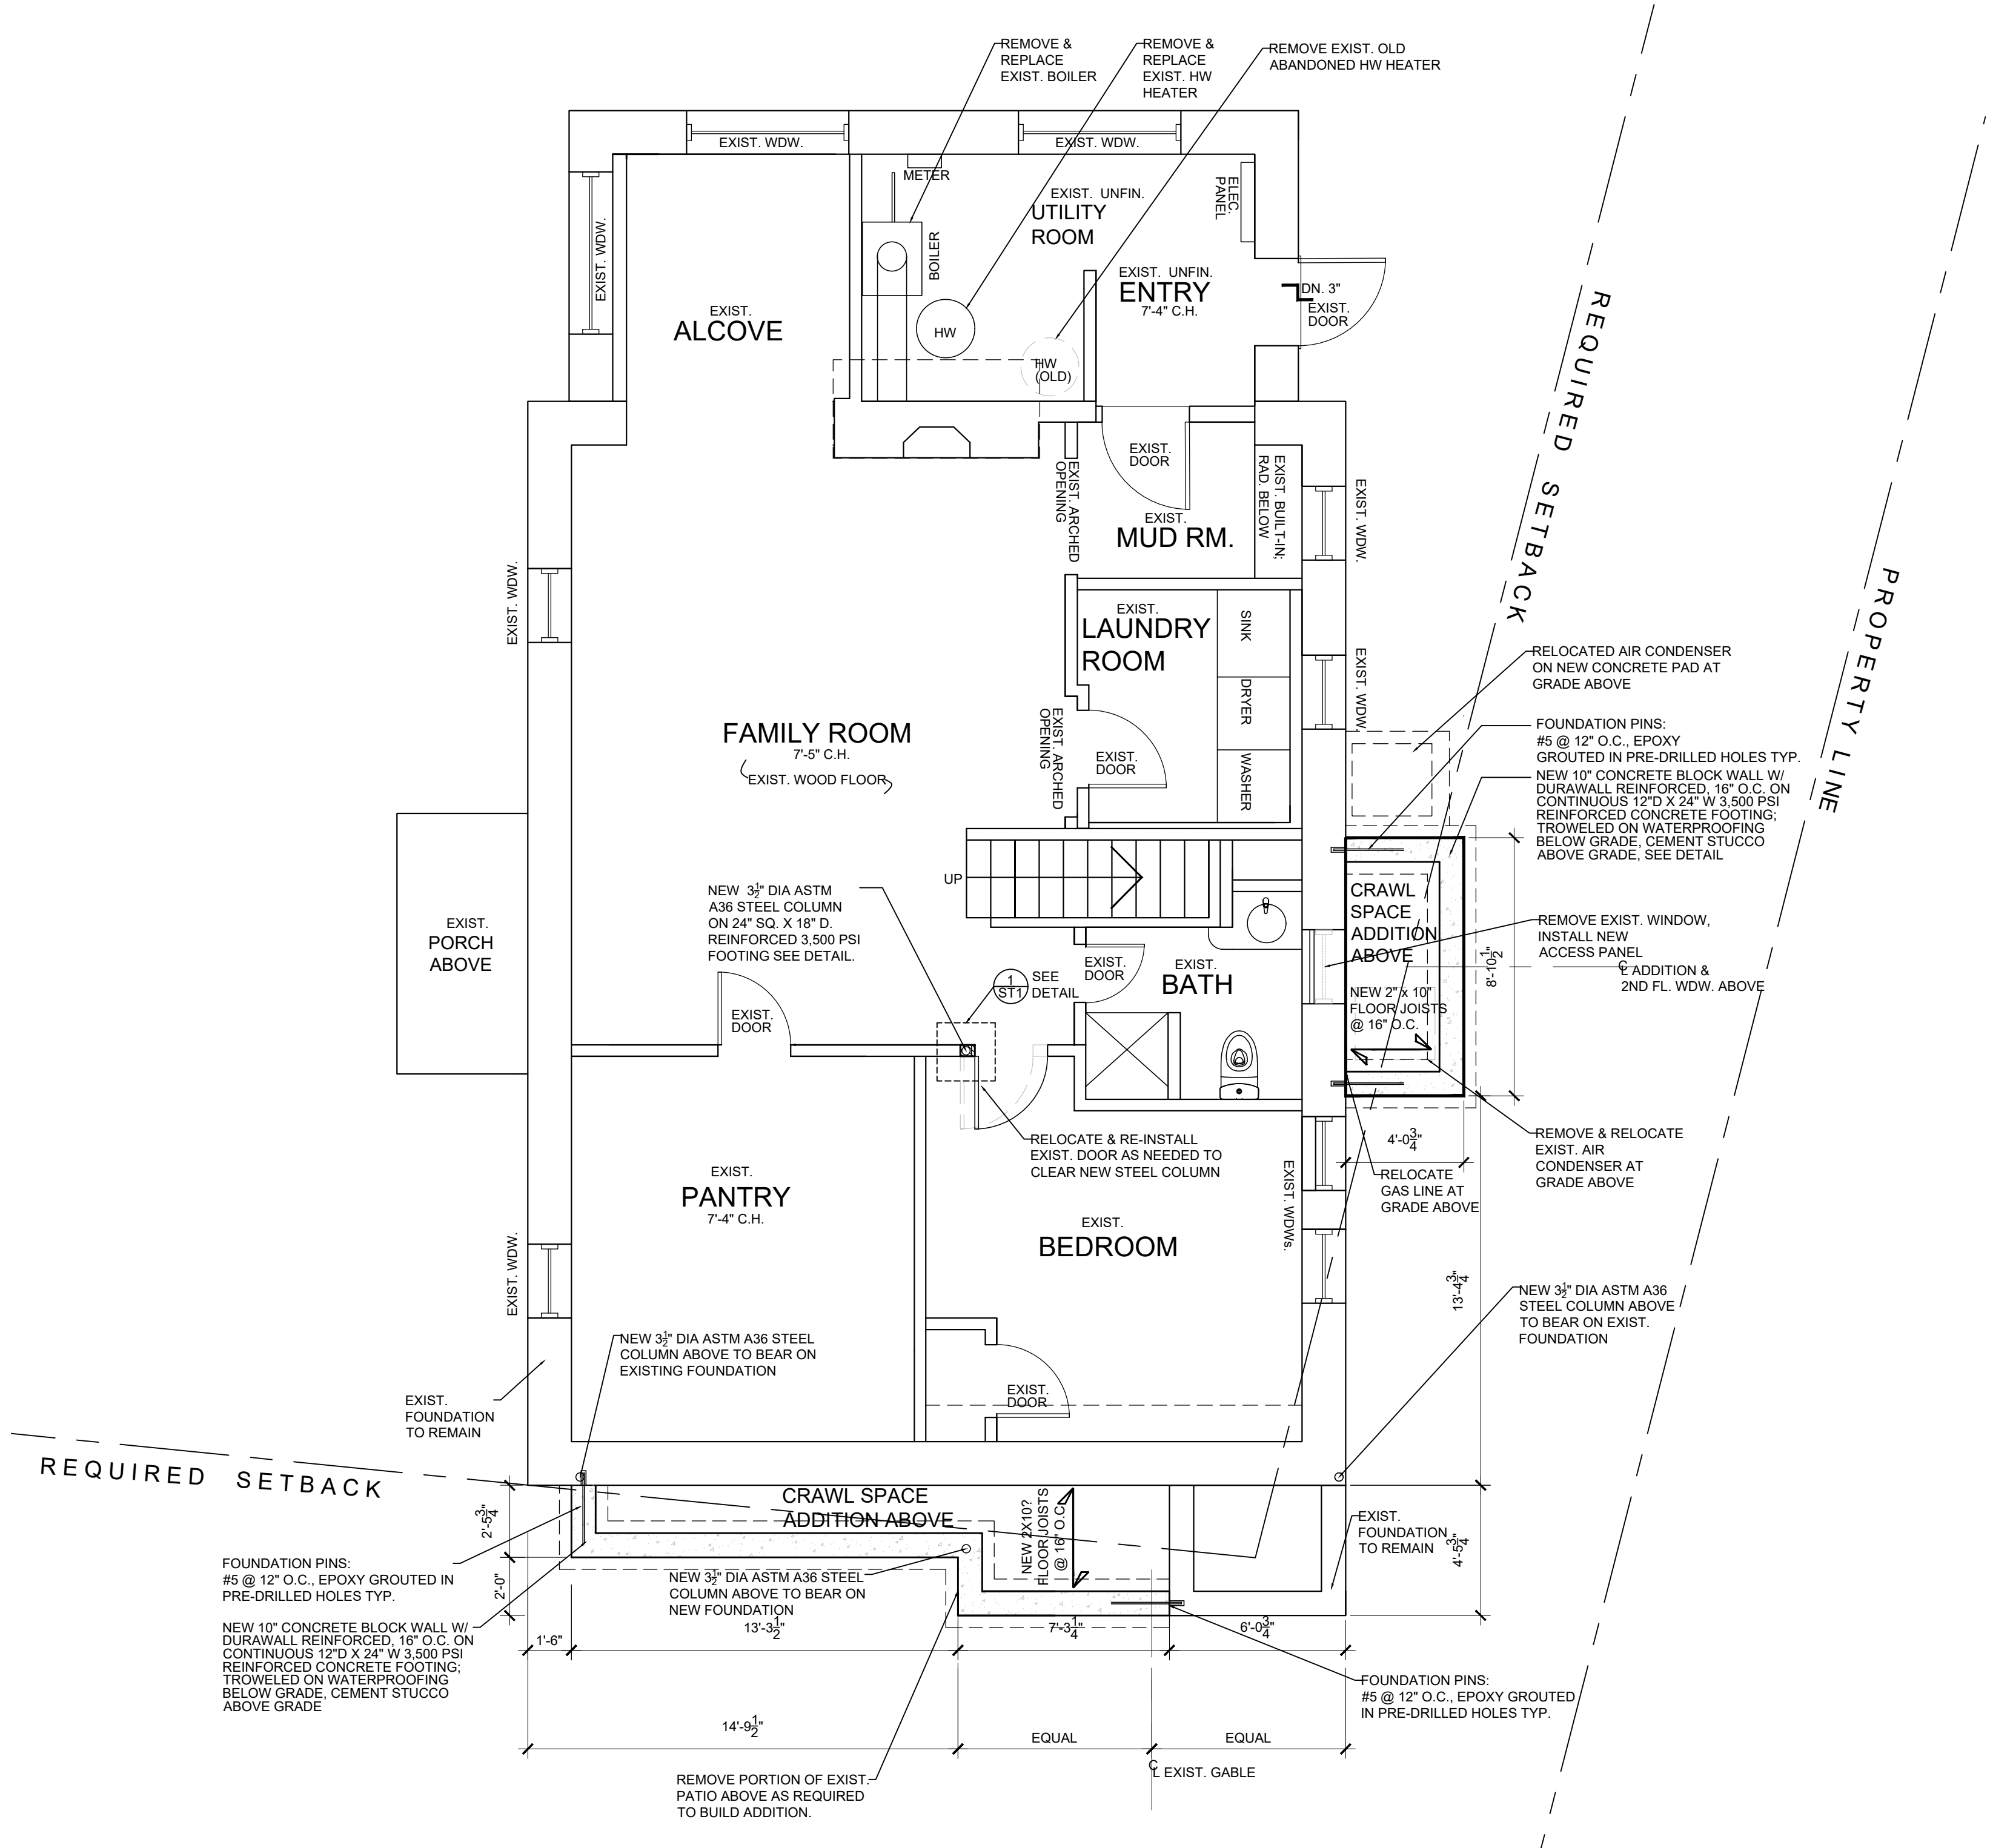 REMOVE &
REPLACE
EXIST. BOILER
REMOVE &
REPLACE
EXIST. HW
HEATER
REMOVE EXIST. OLD
ABANDONED HW HEATER
EXIST. WDW.
EXIST. WDW.
METER
EXIST. UNFIN.
UTILITY
ROOM
ELEC.
PANEL
EXIST. WDW.
BOILER
EXIST. UNFIN.
ENTRY
7'-4" C.H.
DN. 3"
EXIST.
DOOR
EXIST.
ALCOVE
HW
HW
(OLD)
REQUIRED SETBACK
EXIST.
DOOR
EXIST. ARCHED
OPENING
EXIST. BUILT-IN;
RAD. BELOW
EXIST. WDW.
EXIST.
MUD RM.
EXIST. WDW.
PROPERTY LINE
EXIST.
LAUNDRY
ROOM
SINK
DRYER
WASHER
EXIST. WDW.
RELOCATED AIR CONDENSER
ON NEW CONCRETE PAD AT
GRADE ABOVE
FAMILY ROOM
7'-5" C.H.
EXIST. WOOD FLOOR
EXIST. ARCHED
OPENING
EXIST.
DOOR
FOUNDATION PINS:
#5 @ 12" O.C., EPOXY
GROUTED IN PRE-DRILLED HOLES TYP.
NEW 10" CONCRETE BLOCK WALL W/
DURAWALL REINFORCED, 16" O.C. ON
CONTINUOUS 12"D X 24" W 3,500 PSI
REINFORCED CONCRETE FOOTING;
TROWELED ON WATERPROOFING
BELOW GRADE, CEMENT STUCCO
ABOVE GRADE, SEE DETAIL
UP
NEW 3½" DIA ASTM
A36 STEEL COLUMN
ON 24" SQ. X 18" D.
REINFORCED 3,500 PSI
FOOTING SEE DETAIL.
CRAWL
SPACE
ADDITION
ABOVE
8'-10½"
REMOVE EXIST. WINDOW,
INSTALL NEW
ACCESS PANEL
℄ ADDITION &
2ND FL. WDW. ABOVE
EXIST.
PORCH
ABOVE
EXIST.
DOOR
EXIST.
BATH
1
ST1
SEE
DETAIL
NEW 2" x 10"
FLOOR JOISTS
@ 16" O.C.
EXIST.
DOOR
RELOCATE & RE-INSTALL
EXIST. DOOR AS NEEDED TO
CLEAR NEW STEEL COLUMN
4'-0¾"
REMOVE & RELOCATE
EXIST. AIR
CONDENSER AT
GRADE ABOVE
RELOCATE
GAS LINE AT
GRADE ABOVE
EXIST.
PANTRY
7'-4" C.H.
EXIST. WDWs.
EXIST.
BEDROOM
EXIST. WDW.
13'-4¾"
NEW 3½" DIA ASTM A36
STEEL COLUMN ABOVE
TO BEAR ON EXIST.
FOUNDATION
NEW 3½" DIA ASTM A36 STEEL
COLUMN ABOVE TO BEAR ON
EXISTING FOUNDATION
EXIST.
DOOR
EXIST.
FOUNDATION
TO REMAIN
REQUIRED SETBACK
CRAWL SPACE
ADDITION ABOVE
NEW 2X10?
FLOOR JOISTS
@ 16" O.C.
2'-5¾"
2'-0"
EXIST.
FOUNDATION
TO REMAIN
4'-5¾"
FOUNDATION PINS:
#5 @ 12" O.C., EPOXY GROUTED IN
PRE-DRILLED HOLES TYP.
NEW 3½" DIA ASTM A36 STEEL
COLUMN ABOVE TO BEAR ON
NEW FOUNDATION
NEW 10" CONCRETE BLOCK WALL W/
DURAWALL REINFORCED, 16" O.C. ON
CONTINUOUS 12"D X 24" W 3,500 PSI
REINFORCED CONCRETE FOOTING;
TROWELED ON WATERPROOFING
BELOW GRADE, CEMENT STUCCO
ABOVE GRADE
1'-6"
13'-3½"
7'-3¼"
6'-0¾"
FOUNDATION PINS:
#5 @ 12" O.C., EPOXY GROUTED
IN PRE-DRILLED HOLES TYP.
14'-9½"
EQUAL
EQUAL
℄ EXIST. GABLE
REMOVE PORTION OF EXIST.
PATIO ABOVE AS REQUIRED
TO BUILD ADDITION.